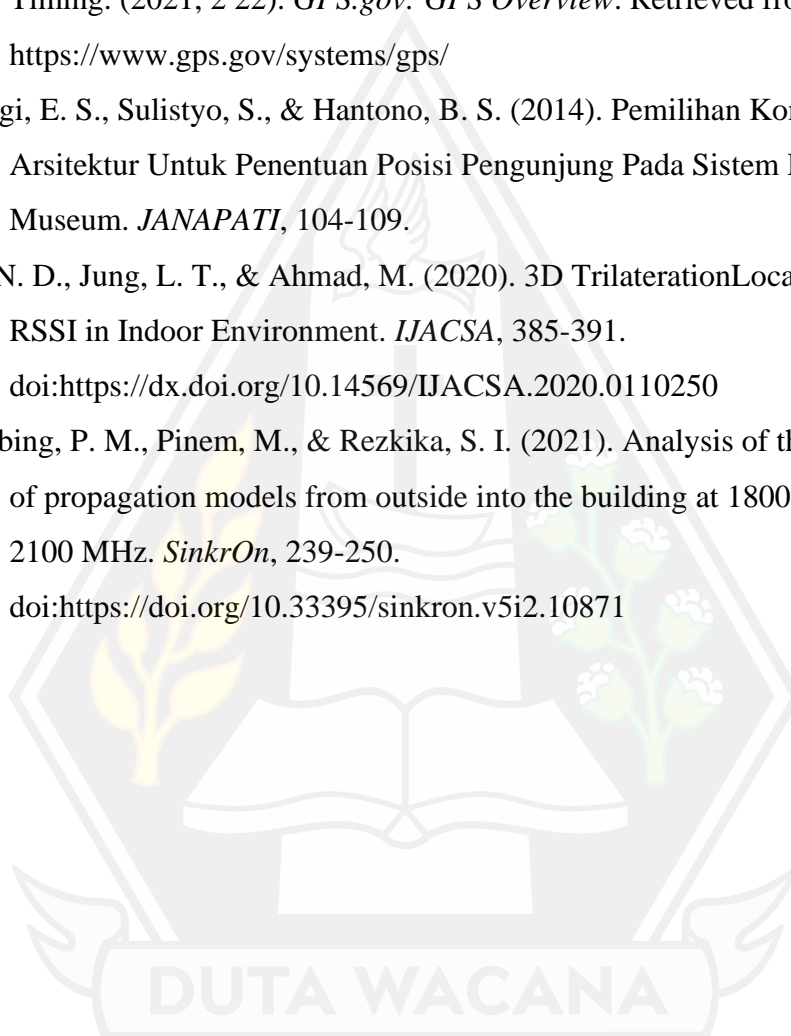 Timing. (2021, 2 22). GPS.gov: GPS Overview. Retrieved fro
https://www.gps.gov/systems/gps/
gi, E. S., Sulistyo, S., & Hantono, B. S. (2014). Pemilihan Ko
Arsitektur Untuk Penentuan Posisi Pengunjung Pada Sistem
Museum. JANAPATI, 104-109.
N. D., Jung, L. T., & Ahmad, M. (2020). 3D TrilaterationLoca
RSSI in Indoor Environment. IJACSA, 385-391.
doi:https://dx.doi.org/10.14569/IJACSA.2020.0110250
bing, P. M., Pinem, M., & Rezkika, S. I. (2021). Analysis of th
of propagation models from outside into the building at 1800
2100 MHz. SinkrOn, 239-250.
doi:https://doi.org/10.33395/sinkron.v5i2.10871
DUTA WACANA